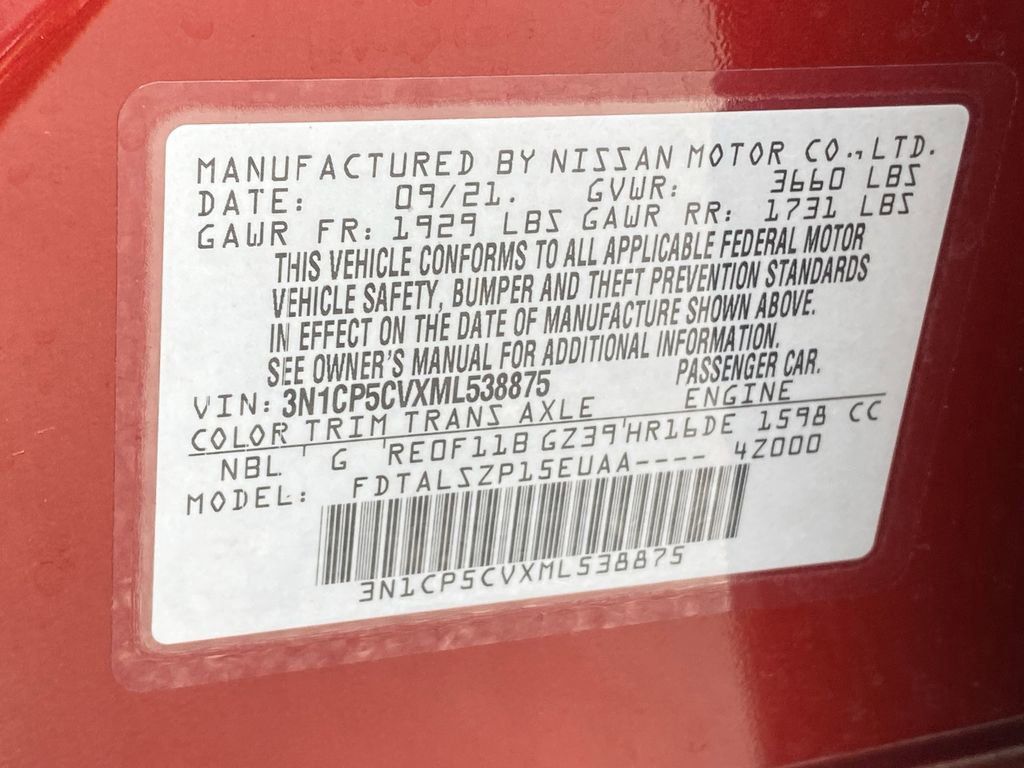 MANUFACTURED BY NISSAN MOTOR CO.,LTD.
DATE: 09/21. GVWR: 3660 LBS
GAWR FR: 1929 LBS GAWR RR: 1731 LBS
THIS VEHICLE CONFORMS TO ALL APPLICABLE FEDERAL MOTOR
VEHICLE SAFETY, BUMPER AND THEFT PREVENTION STANDARDS
IN EFFECT ON THE DATE OF MANUFACTURE SHOWN ABOVE.
SEE OWNER'S MANUAL FOR ADDITIONAL INFORMATION.
VIN: 3N1CP5CVXML538875 PASSENGER CAR.
COLOR TRIM TRANS AXLE ENGINE
NBL G RE0F11B GZ39 HR16DE 1598 CC
MODEL: FDTALSZP15EUAA---- 4Z000
3N1CP5CVXML538875